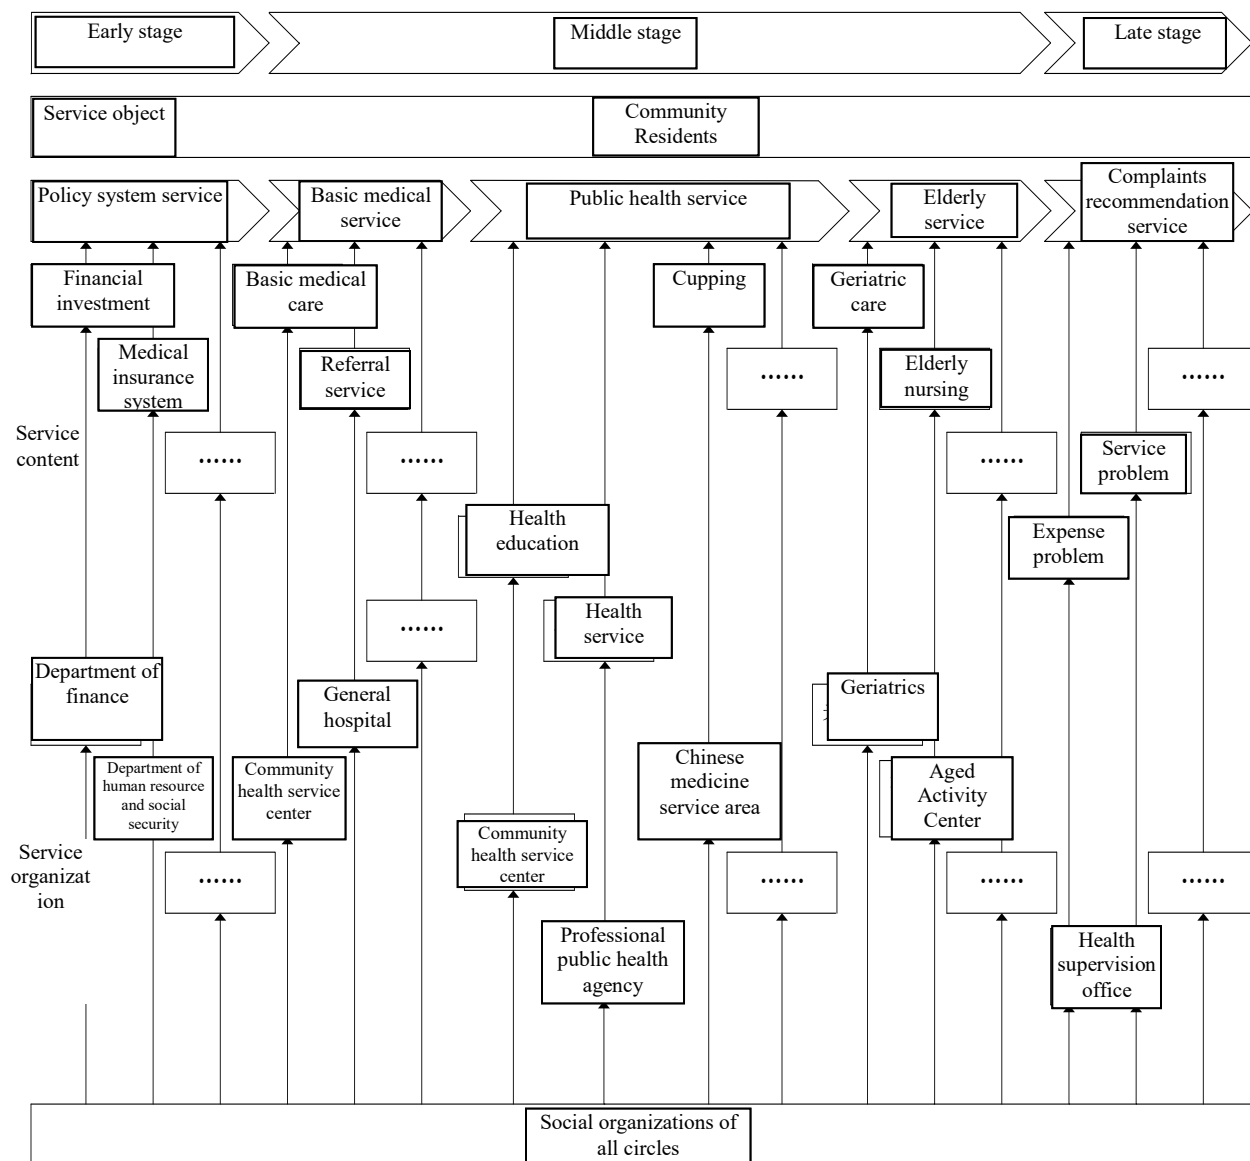 Early stage
Middle stage
Late stage
Service object
Community
Residents
Policy system service
Basic medical
service
Public health service
Elderly
service
Complaints
recommendation
service
Financial
investment
Basic medical
care
Cupping
Geriatric
care
Medical
insurance
system
Referral
service
......
Elderly
nursing
......
Service
content
......
......
......
Service
problem
Health
education
Expense
problem
......
Health
service
Department of
finance
General
hospital
Geriatrics
Department of
human resource
and social
security
Community
health service
center
Chinese
medicine
service area
Aged
Activity
Center
Service
organizat
ion
......
Community
health service
center
......
......
......
Professional
public health
agency
Health
supervision
office
Social organizations of
all circles